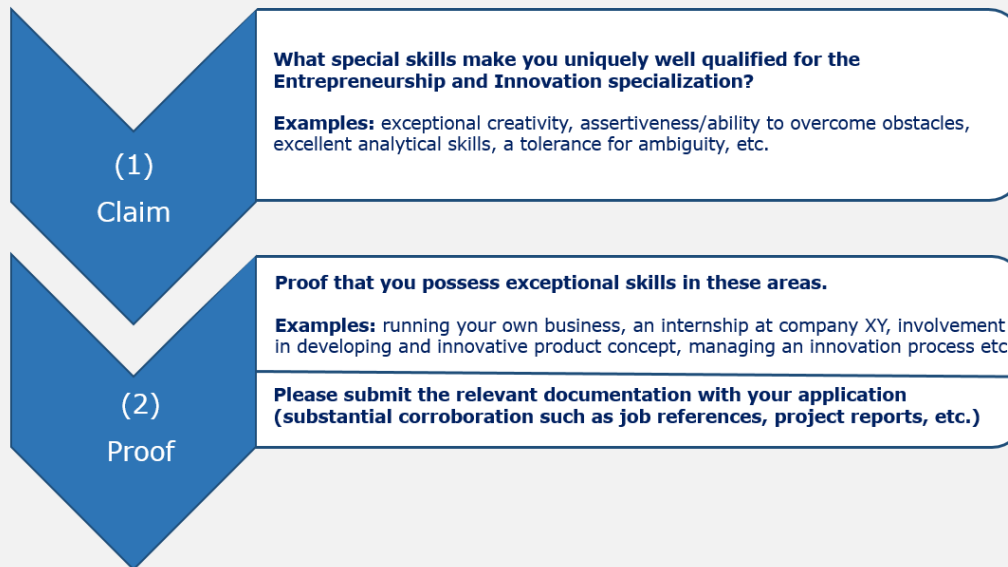 (1)
Claim
What special skills make you uniquely well qualified for the
Entrepreneurship and Innovation specialization?
Examples: exceptional creativity, assertiveness/ability to overcome obstacles,
excellent analytical skills, a tolerance for ambiguity, etc.
(2)
Proof
Proof that you possess exceptional skills in these areas.
Examples: running your own business, an internship at company XY, involvement
in developing and innovative product concept, managing an innovation process etc
Please submit the relevant documentation with your application
(substantial corroboration such as job references, project reports, etc.)